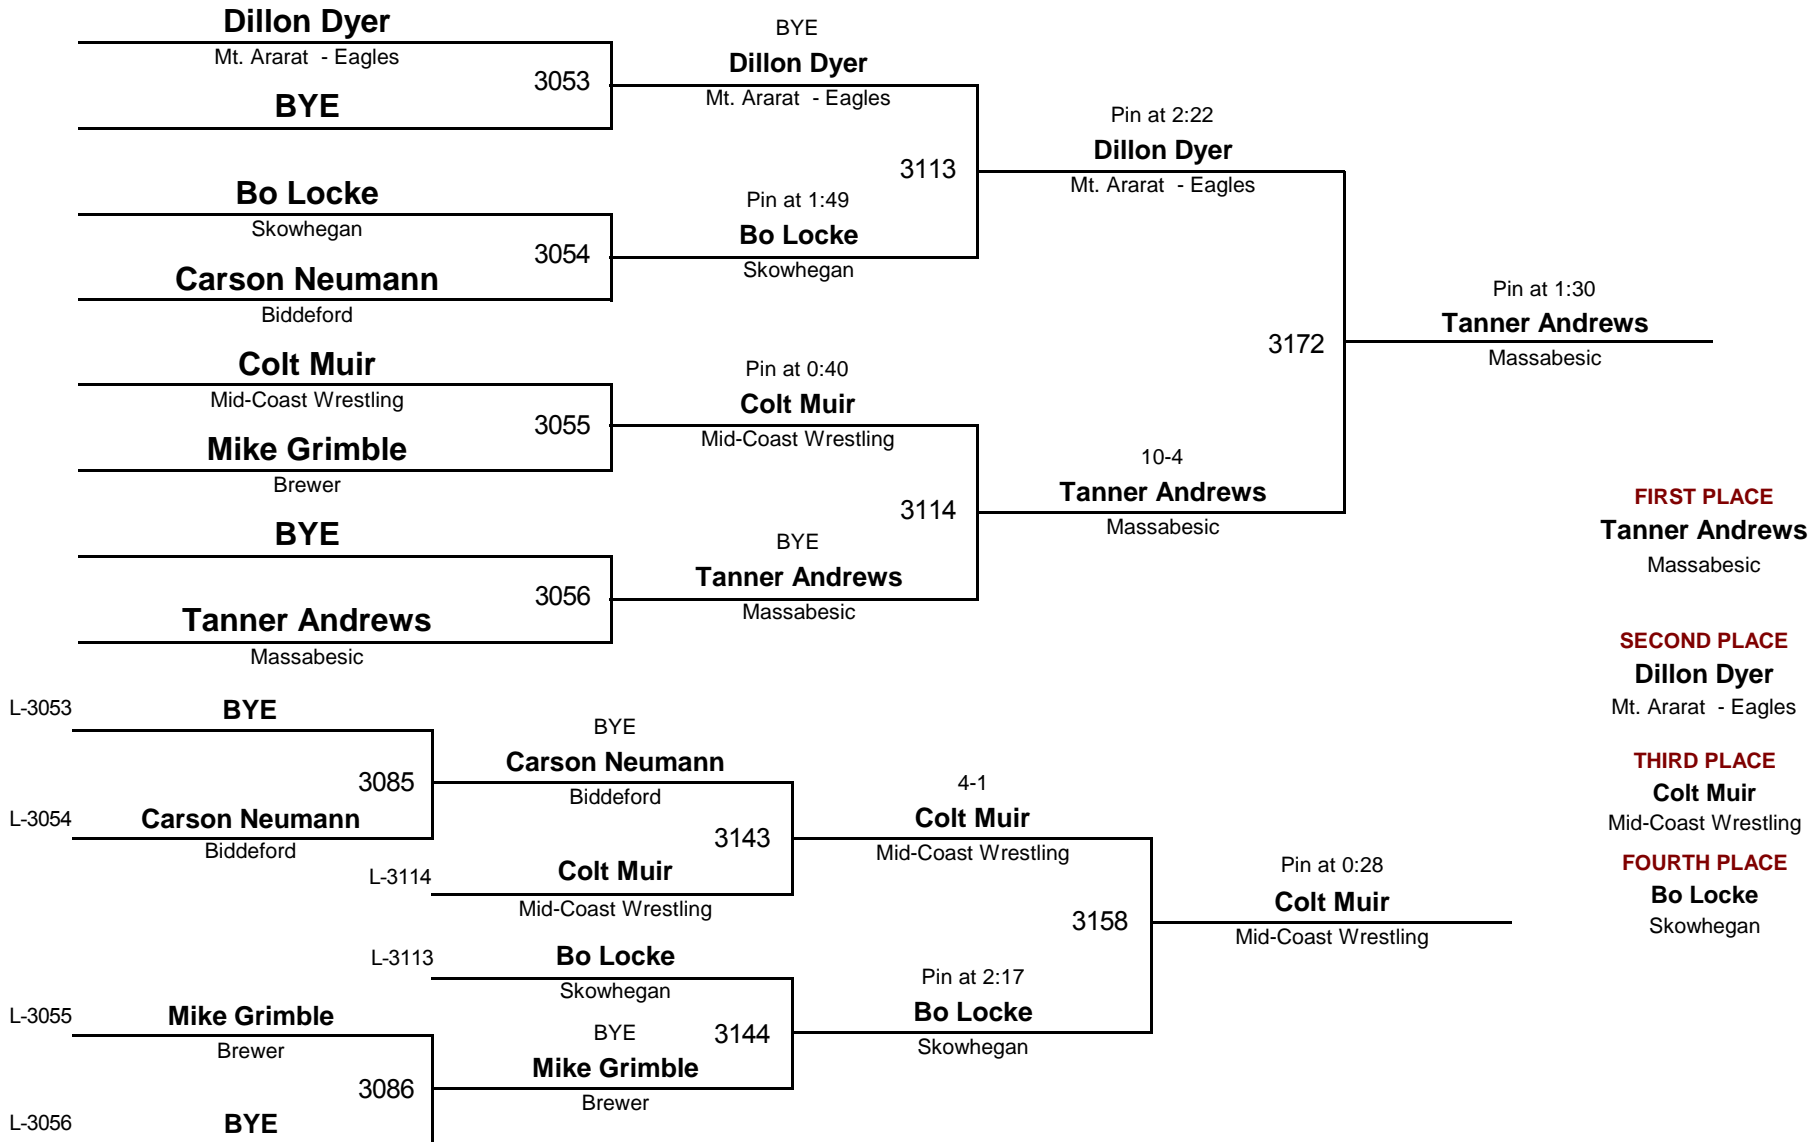 Dillon Dyer
Mt. Ararat - Eagles
3053
BYE
Bo Locke
Skowhegan
3054
Carson Neumann
Biddeford
Colt Muir
Mid-Coast Wrestling
3055
Mike Grimble
Brewer
BYE
3056
Tanner Andrews
Massabesic
BYE
Dillon Dyer
Mt. Ararat - Eagles
3113
Pin at 1:49
Bo Locke
Skowhegan
Pin at 0:40
Colt Muir
Mid-Coast Wrestling
3114
BYE
Tanner Andrews
Massabesic
Pin at 2:22
Dillon Dyer
Mt. Ararat - Eagles
3172
10-4
Tanner Andrews
Massabesic
Pin at 1:30
Tanner Andrews
Massabesic
FIRST PLACE
Tanner Andrews
Massabesic
SECOND PLACE
Dillon Dyer
Mt. Ararat - Eagles
THIRD PLACE
Colt Muir
Mid-Coast Wrestling
FOURTH PLACE
Bo Locke
Skowhegan
L-3053
BYE
3085
L-3054
Carson Neumann
Biddeford
L-3055
Mike Grimble
Brewer
3086
L-3056
BYE
BYE
Carson Neumann
Biddeford
3143
L-3114
Colt Muir
Mid-Coast Wrestling
L-3113
Bo Locke
Skowhegan
3144
BYE
Mike Grimble
Brewer
4-1
Colt Muir
Mid-Coast Wrestling
3158
Pin at 2:17
Bo Locke
Skowhegan
Pin at 0:28
Colt Muir
Mid-Coast Wrestling